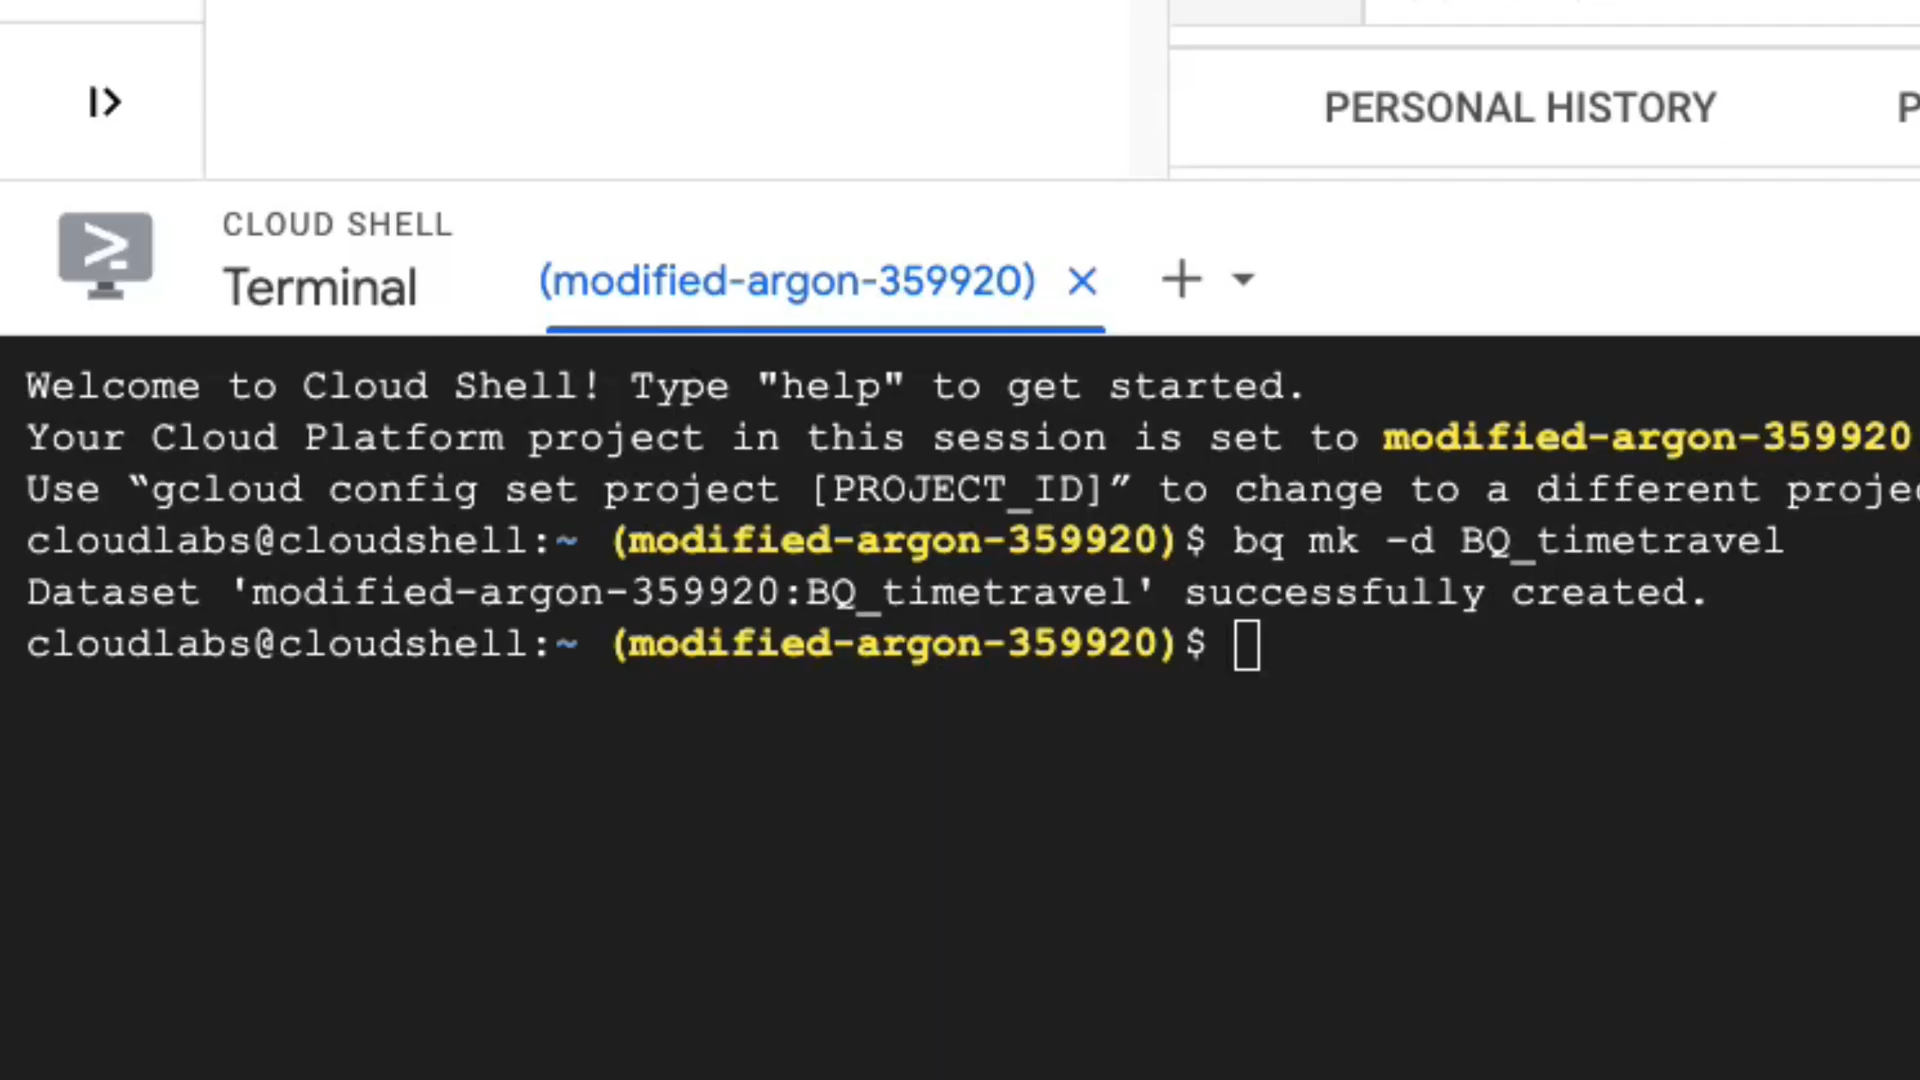 PERSONAL HISTORY
CLOUD SHELL
Terminal (modified-argon-359920)
Welcome to Cloud Shell! Type "help" to get started.
Your Cloud Platform project in this session is set to modified-argon-359920
Use “gcloud config set project [PROJECT_ID]” to change to a different
cloudlabs@cloudshell:~ (modified-argon-359920)$ bq mk -d BQ_timetravel
Dataset 'modified-argon-359920:BQ_timetravel' successfully created.
cloudlabs@cloudshell:~ (modified-argon-359920)$